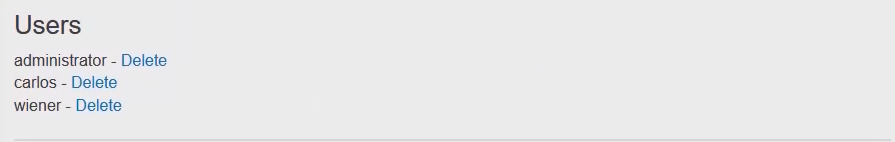 Users
administrator - Delete
carlos - Delete
wiener - Delete